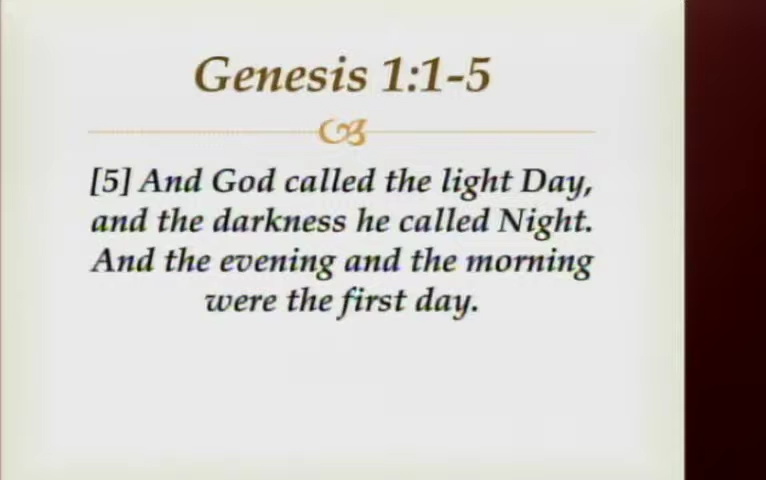 Genesis 1:1-5
[5] And God called the light Day,
and the darkness he called Night.
And the evening and the morning
were the first day.